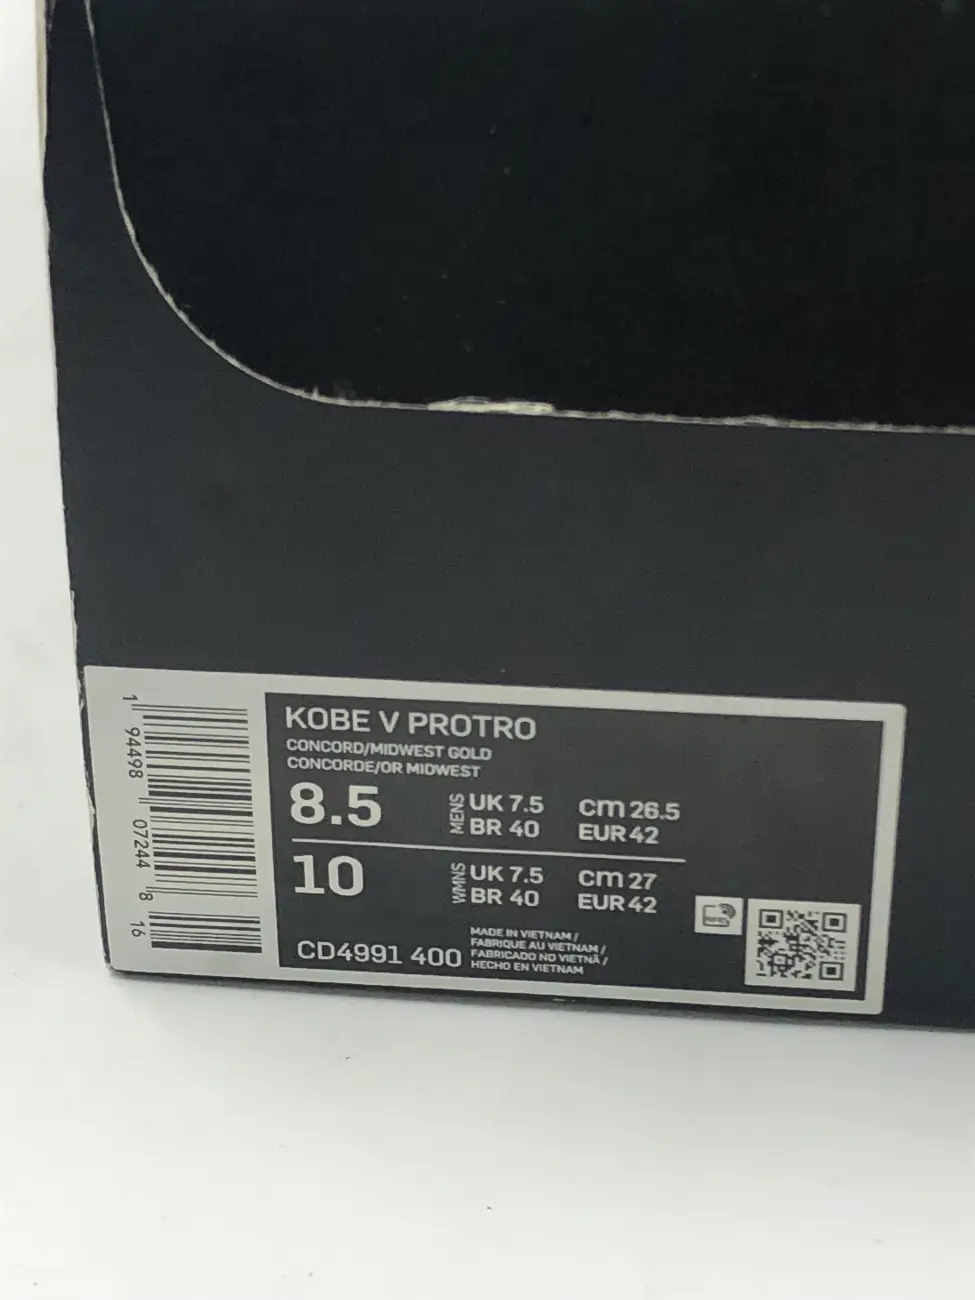 KOBE V PROTRO
CONCORD/MIDWEST GOLD
CONCORDE/OR MIDWEST
8.5 MENS UK 7.5 cm 26.5
BR 40 EUR 42
10 WMNS UK 7.5 cm 27
BR 40 EUR 42
CD4991 400
MADE IN VIETNAM /
FABRIQUE AU VIETNAM /
FABRICADO NO VIETNÃ /
HECHO EN VIETNAM
1 94498 07244 8 16